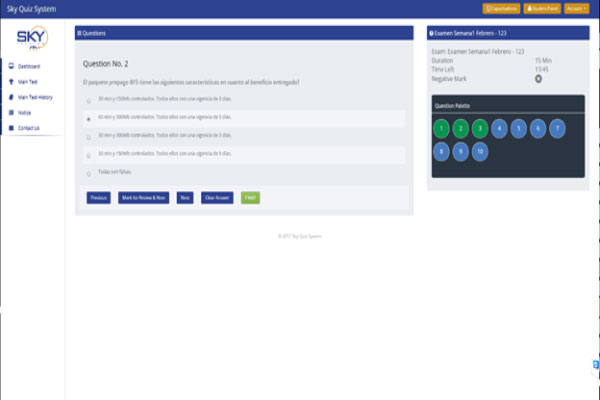 Sky Quiz System
Capacitaciones
Student Panel
Account
SKY
Dashboard
Main Test
Main Test History
Notice
Contact Us
Questions
Question No. 2
El paquete prepago $15 tiene las siguientes características en cuanto al beneficio entregado?
30 min y 150Mb controlados. Todos ellos con una vigencia de 3 días.
60 min y 300Mb controlados. Todos ellos con una vigencia de 5 días.
30 min y 300Mb controlados. Todos ellos con una vigencia de 3 días.
30 min y 150Mb controlados. Todos ellos con una vigencia de 5 días.
Todas son falsas.
Previous
Mark for Review & Next
Next
Clear Answer
Finish
Examen Semana1 Febrero - 123
Exam: Examen Semana1 Febrero - 123
Duration 15 Min
Time Left 13:45
Negative Mark
Question Palette
1 2 3 4 5 6 7
8 9 10
© 2017 Sky Quiz System